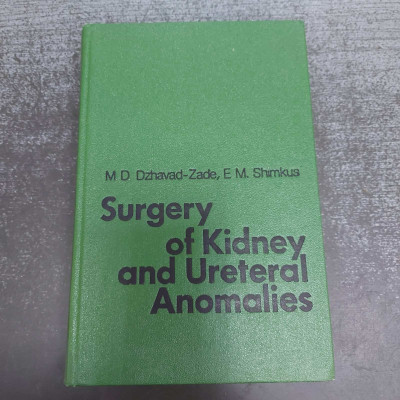 M D Dzhavad-Zade, E M. Shimkus
Surgery
of Kidney
and Ureteral
Anomalies